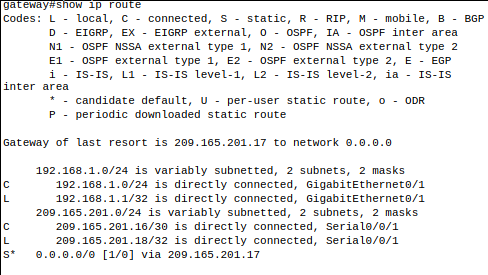 gateway#show ip route
Codes: L - local, C - connected, S - static, R - RIP, M - mobile, B - BGP
D - EIGRP, EX - EIGRP external, O - OSPF, IA - OSPF inter area
N1 - OSPF NSSA external type 1, N2 - OSPF NSSA external type 2
E1 - OSPF external type 1, E2 - OSPF external type 2, E - EGP
i - IS-IS, L1 - IS-IS level-1, L2 - IS-IS level-2, ia - IS-IS
inter area
* - candidate default, U - per-user static route, o - ODR
P - periodic downloaded static route
Gateway of last resort is 209.165.201.17 to network 0.0.0.0
192.168.1.0/24 is variably subnetted, 2 subnets, 2 masks
C 192.168.1.0/24 is directly connected, GigabitEthernet0/1
L 192.168.1.1/32 is directly connected, GigabitEthernet0/1
209.165.201.0/24 is variably subnetted, 2 subnets, 2 masks
C 209.165.201.16/30 is directly connected, Serial0/0/1
L 209.165.201.18/32 is directly connected, Serial0/0/1
S* 0.0.0.0/0 [1/0] via 209.165.201.17